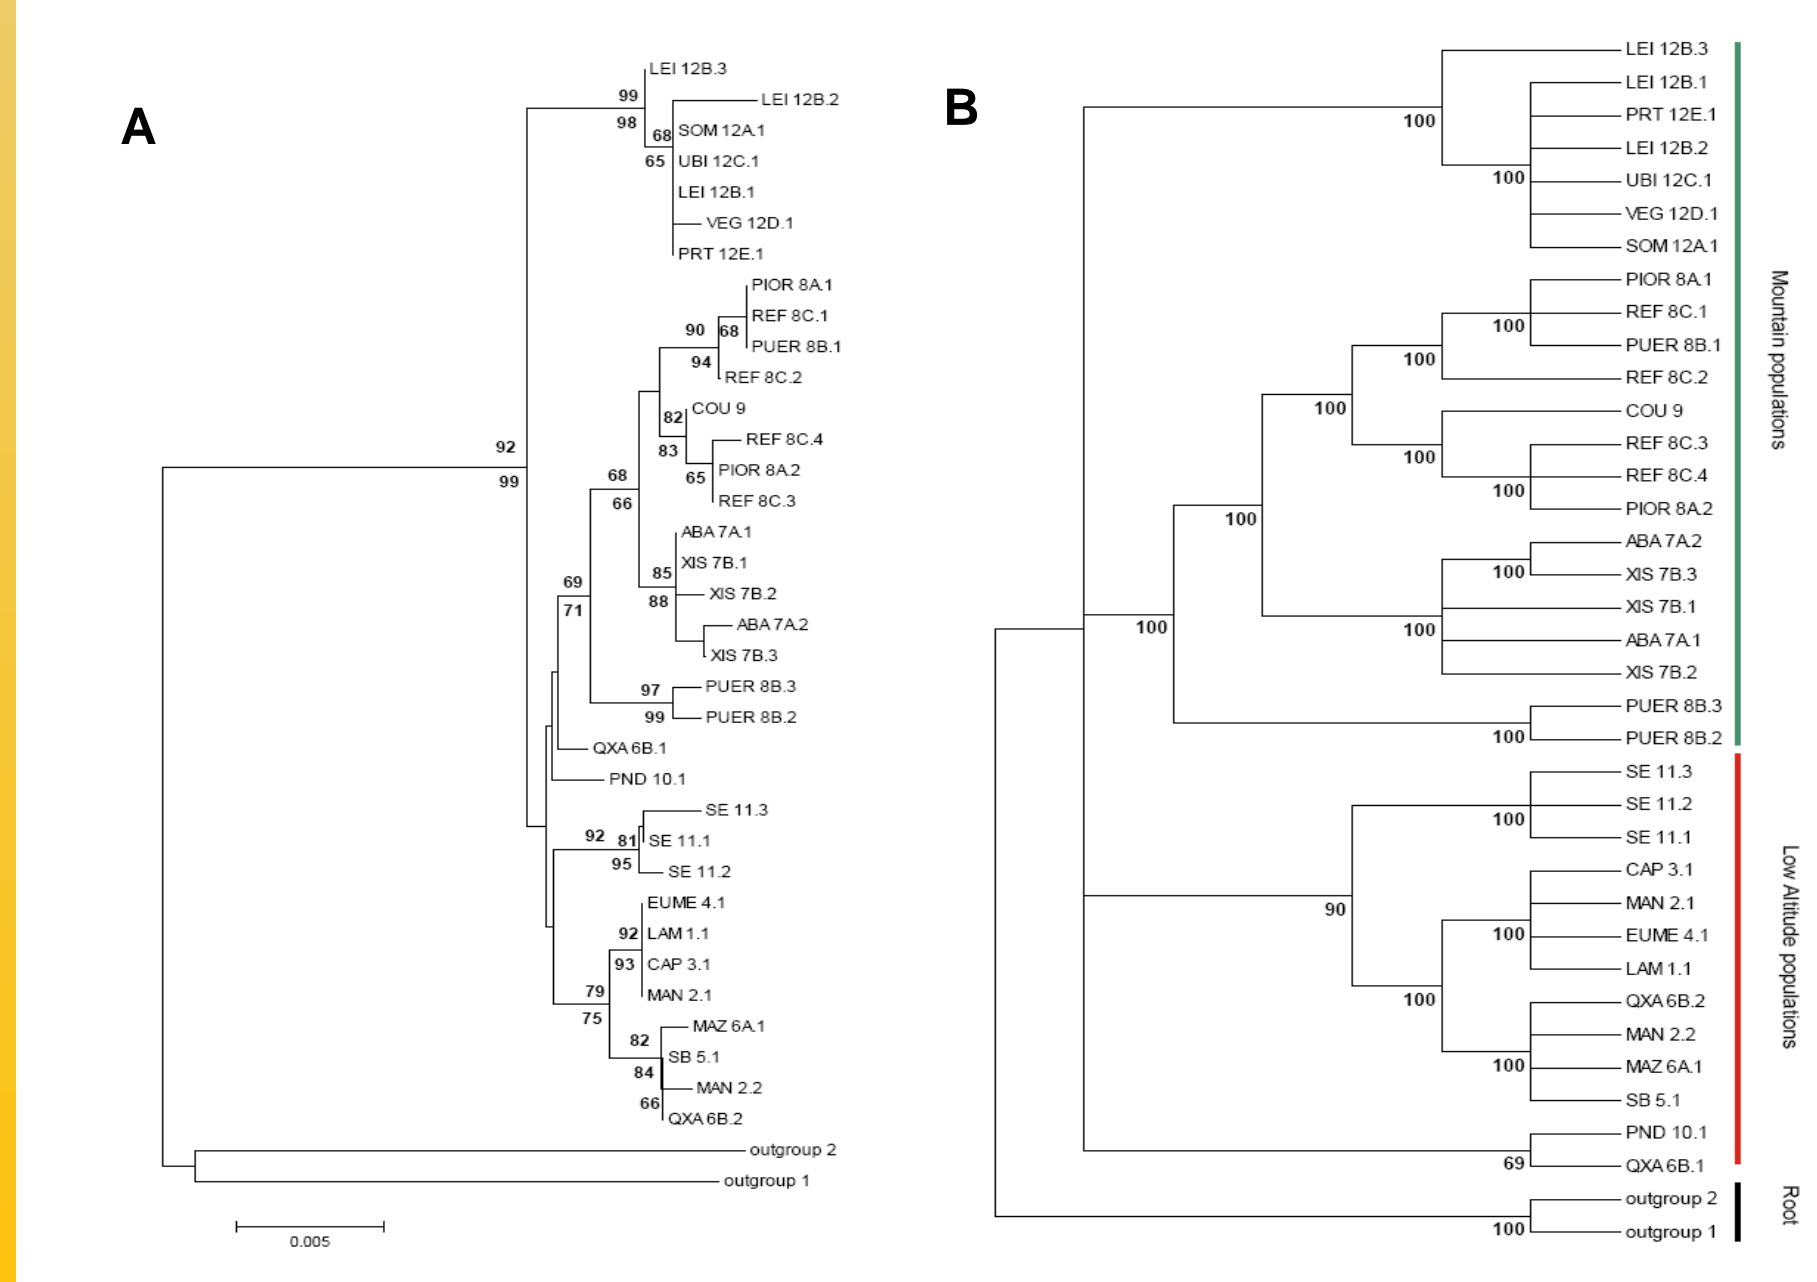 A
LEI 12B.3
99
LEI 12B.2
98
68
SOM 12A.1
65
UBI 12C.1
LEI 12B.1
VEG 12D.1
PRT 12E.1
PIOR 8A.1
REF 8C.1
90
68
PUER 8B.1
94
REF 8C.2
COU 9
82
REF 8C.4
83
PIOR 8A.2
65
REF 8C.3
92
99
68
66
ABA 7A.1
XIS 7B.1
85
XIS 7B.2
88
69
71
ABA 7A.2
XIS 7B.3
PUER 8B.3
97
99
PUER 8B.2
QXA 6B.1
PND 10.1
SE 11.3
92
81
SE 11.1
95
SE 11.2
EUME 4.1
92
LAM 1.1
93
CAP 3.1
MAN 2.1
79
75
MAZ 6A.1
82
SB 5.1
84
MAN 2.2
66
QXA 6B.2
outgroup 2
outgroup 1
0.005
B
LEI 12B.3
LEI 12B.1
100
PRT 12E.1
LEI 12B.2
100
UBI 12C.1
VEG 12D.1
SOM 12A.1
PIOR 8A.1
REF 8C.1
100
PUER 8B.1
100
REF 8C.2
100
COU 9
REF 8C.3
100
REF 8C.4
100
PIOR 8A.2
100
ABA 7A.2
100
XIS 7B.3
XIS 7B.1
100
100
ABA 7A.1
XIS 7B.2
PUER 8B.3
100
PUER 8B.2
SE 11.3
SE 11.2
100
SE 11.1
CAP 3.1
90
MAN 2.1
100
EUME 4.1
LAM 1.1
100
QXA 6B.2
MAN 2.2
100
MAZ 6A.1
SB 5.1
PND 10.1
69
QXA 6B.1
outgroup 2
100
outgroup 1
Mountain populations
Low Altitude populations
Root